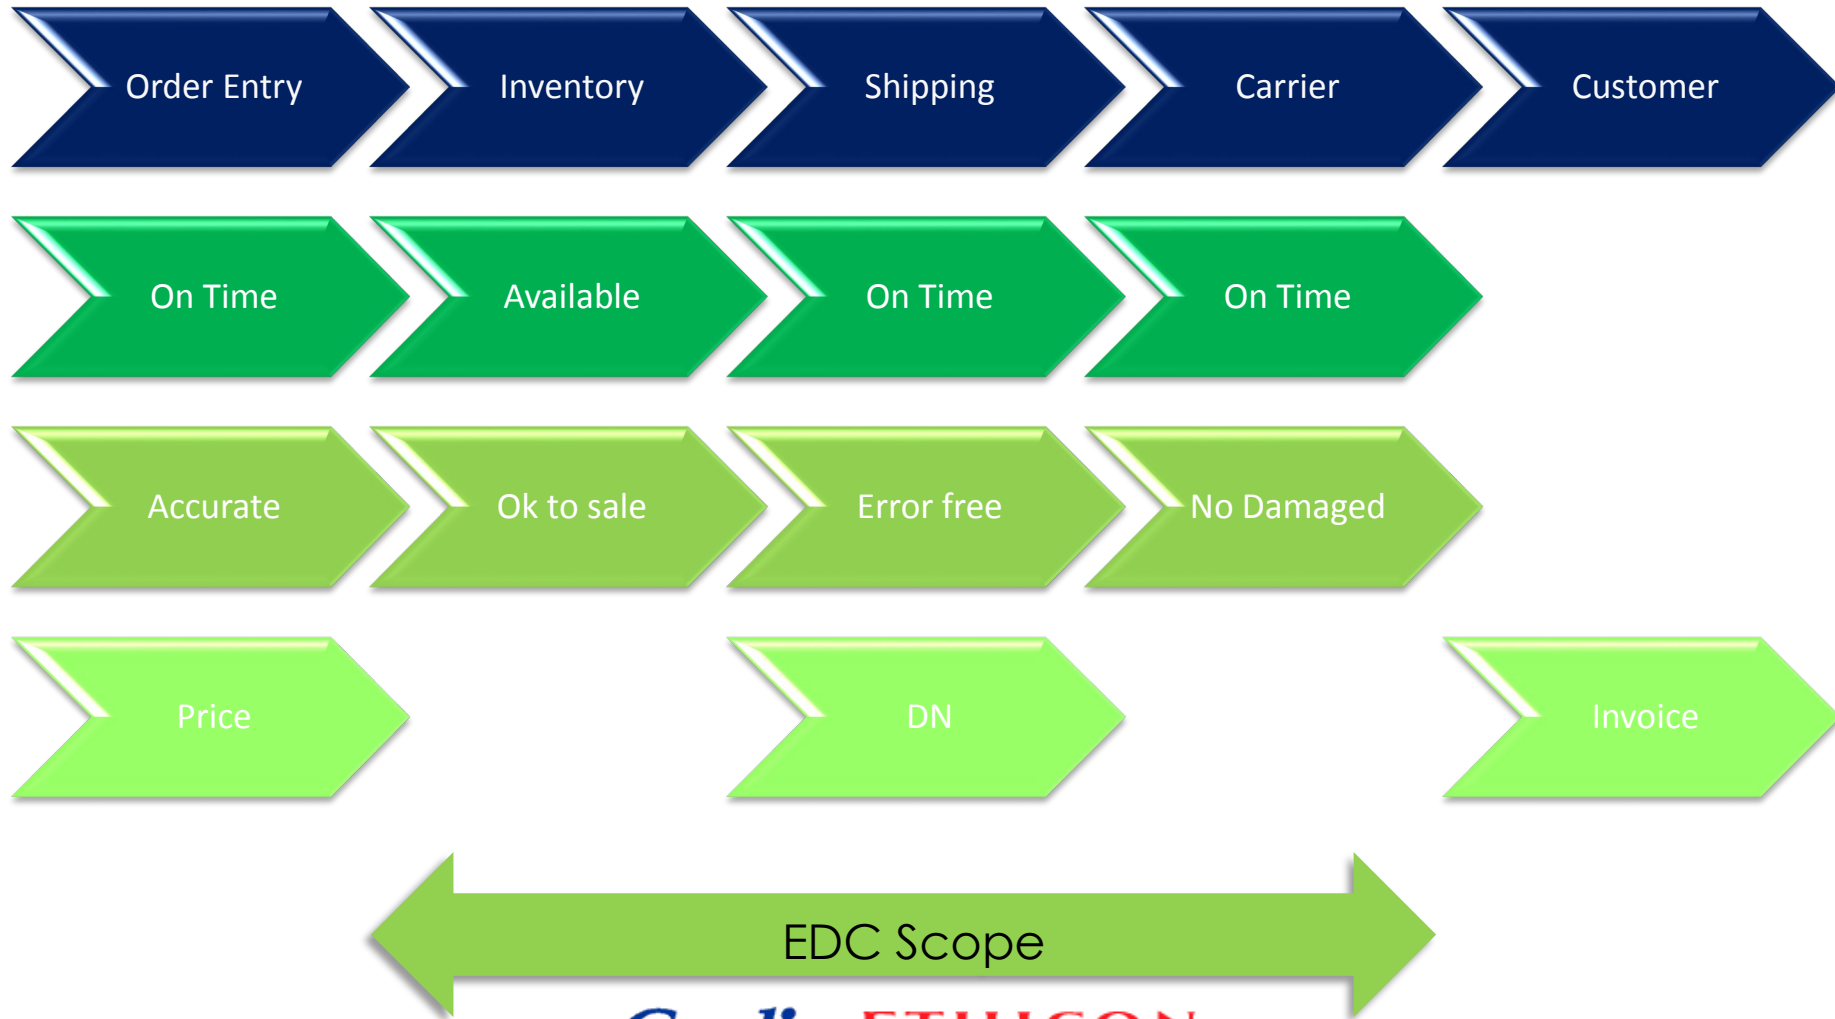 Order Entry
Inventory
Shipping
Carrier
Customer
On Time
Available
On Time
On Time
Accurate
Ok to sale
Error free
No Damaged
Price
DN
Invoice
EDC Scope
ETHICON